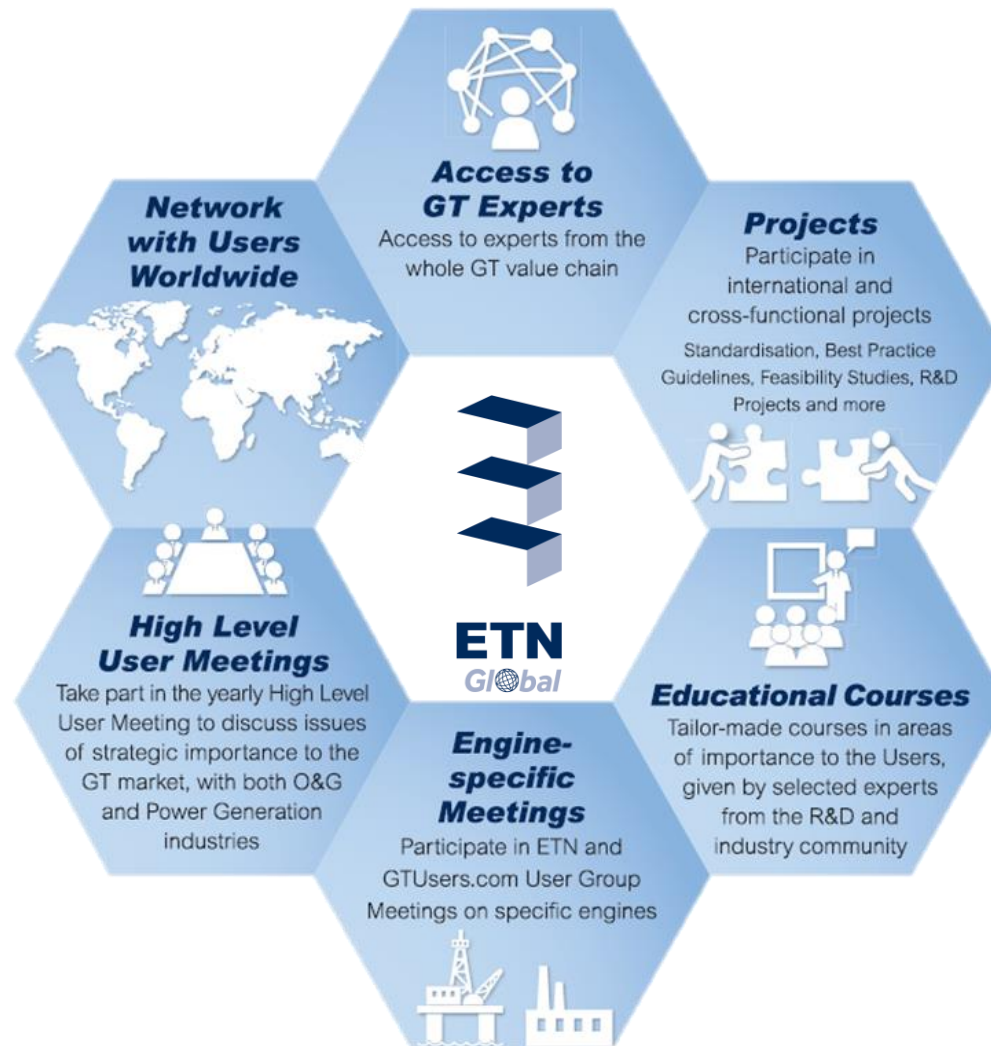 Access to
GT Experts
Access to experts from the
whole GT value chain
Network
with Users
Worldwide
Projects
Participate in
international and
cross-functional projects
Standardisation, Best Practice
Guidelines, Feasibility Studies, R&D
Projects and more
ETN
Global
High Level
User Meetings
Take part in the yearly High Level
User Meeting to discuss issues
of strategic importance to the
GT market, with both O&G
and Power Generation
industries
Educational Courses
Tailor-made courses in areas
of importance to the Users,
given by selected experts
from the R&D and
industry community
Engine-
specific
Meetings
Participate in ETN and
GTUsers.com User Group
Meetings on specific engines